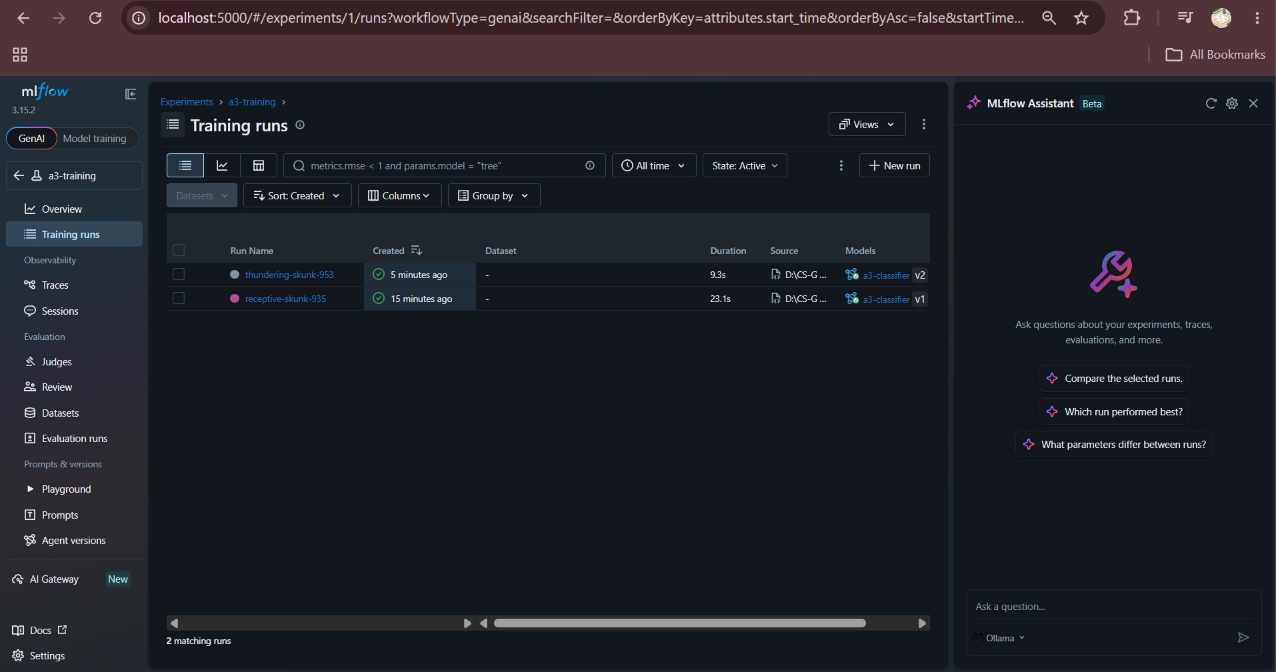 localhost:5000/#/experiments/1/runs?workflowType=genai&searchFilter=&orderByKey=attributes.start_time&orderByAsc=false&startTime...
All Bookmarks
mlflow
3.15.2
GenAI Model training
a3-training
Overview
Training runs
Observability
Traces
Sessions
Evaluation
Judges
Review
Datasets
Evaluation runs
Prompts & versions
Playground
Prompts
Agent versions
AI Gateway New
Docs
Settings
Experiments › a3-training ›
Training runs
Views
metrics.rmse < 1 and params.model = "tree"
All time
State: Active
New run
Datasets
Sort: Created
Columns
Group by
Run Name Created Dataset Duration Source Models
thundering-skunk-953 5 minutes ago - 9.3s D:\CS-G ... a3-classifier v2
receptive-skunk-935 15 minutes ago - 23.1s D:\CS-G ... a3-classifier v1
2 matching runs
MLflow Assistant Beta
Ask questions about your experiments, traces,
evaluations, and more.
Compare the selected runs.
Which run performed best?
What parameters differ between runs?
Ask a question...
Ollama